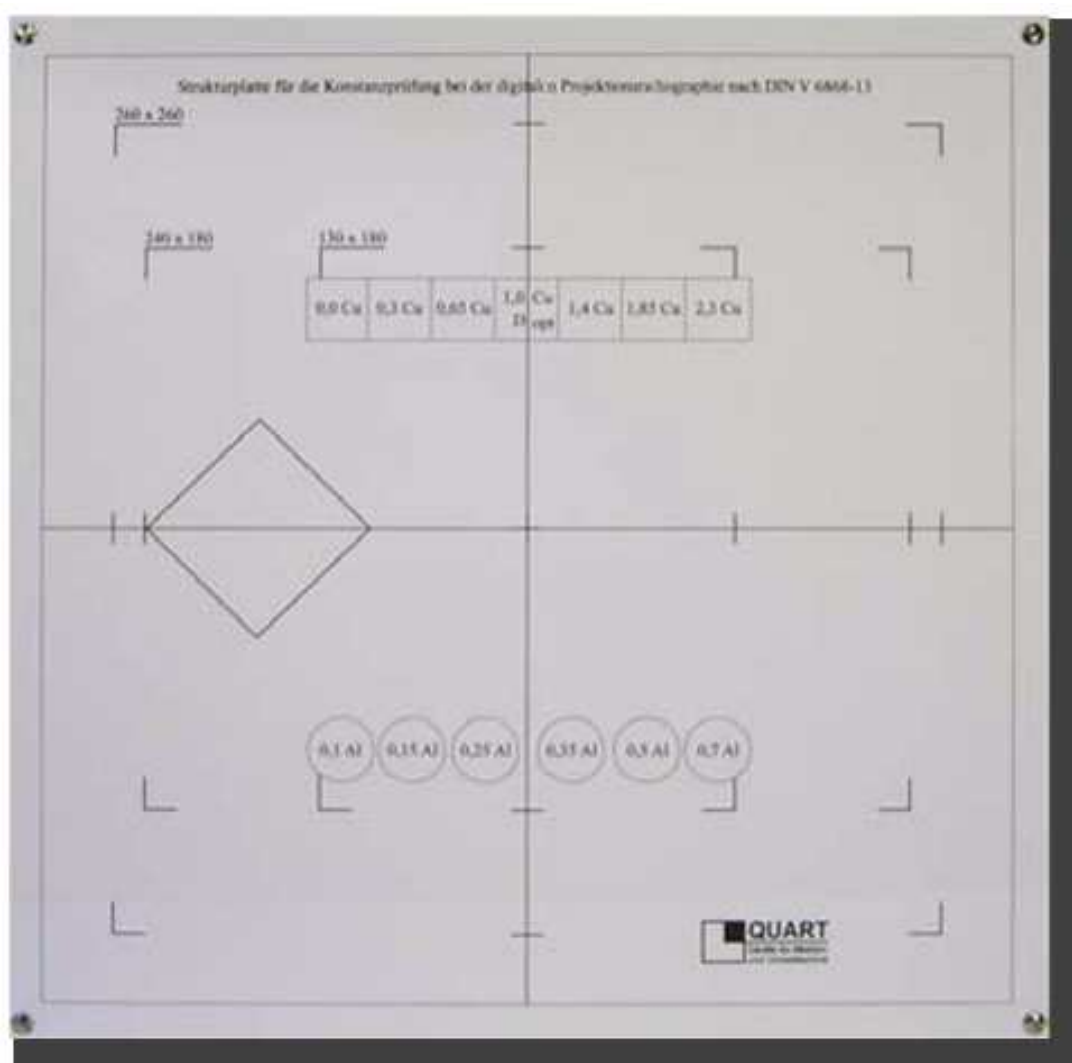 Strukturplatte für die Konstanzprüfung bei der digitalen Projektionsradiographie nach DIN V 6868-13
260 x 260
240 x 180
130 x 180
0,0 Cu 0,3 Cu 0,65 Cu 1,0 Cu D opt 1,4 Cu 1,85 Cu 2,3 Cu
0,1 Al 0,15 Al 0,25 Al 0,35 Al 0,5 Al 0,7 Al
QUART